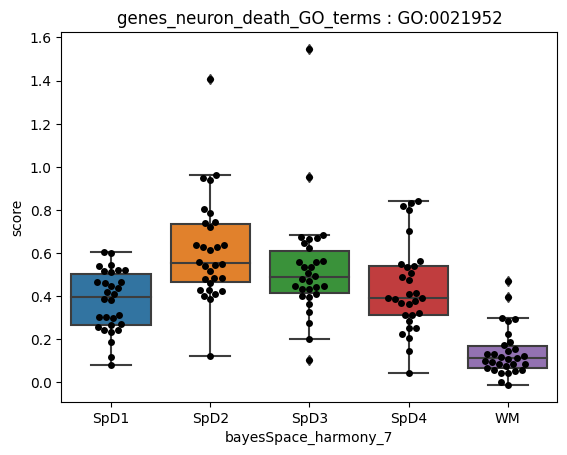 genes_neuron_death_GO_terms : GO:0021952
score
1.6
1.4
1.2
1.0
0.8
0.6
0.4
0.2
0.0
SpD1 SpD2 SpD3 SpD4 WM
bayesSpace_harmony_7